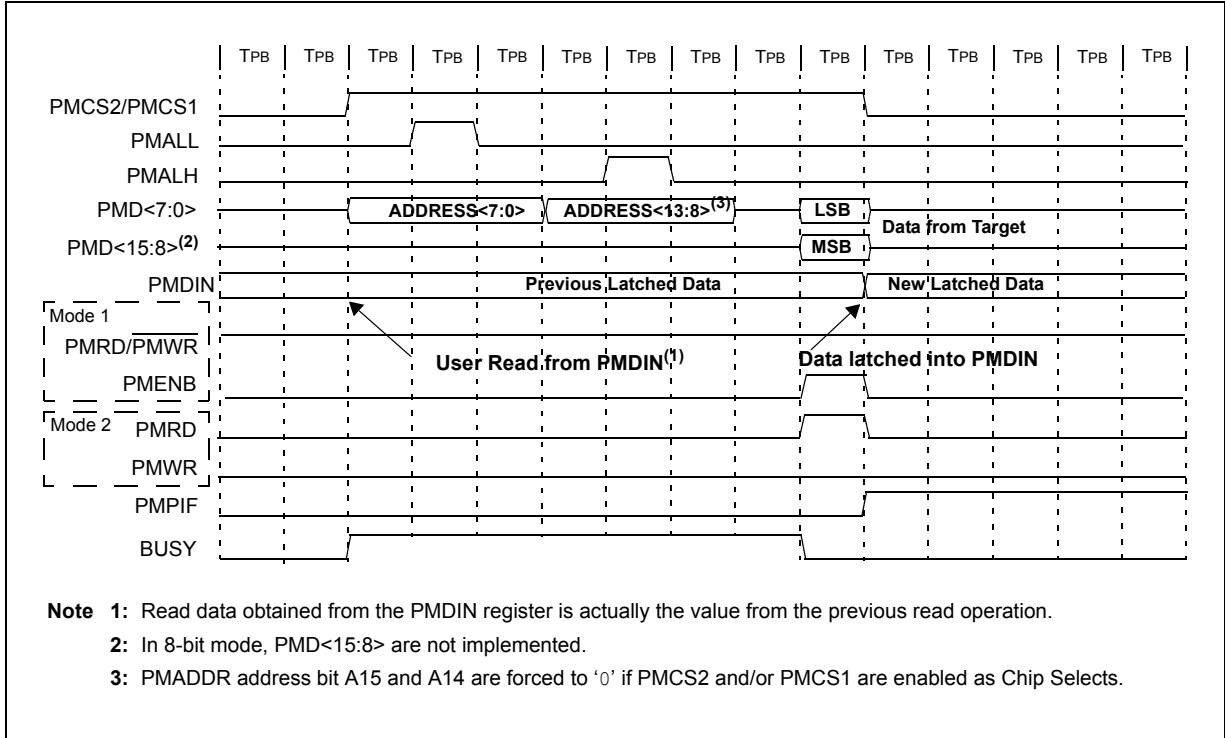 TPB TPB TPB TPB TPB TPB TPB TPB TPB TPB TPB TPB TPB TPB TPB
PMCS2/PMCS1
PMALL
PMALH
PMD<7:0> ADDRESS<7:0> ADDRESS<13:8>(3) LSB
Data from Target
PMD<15:8>(2) MSB
PMDIN Previous Latched Data New Latched Data
Mode 1
PMRD/PMWR
User Read from PMDIN(1) Data latched into PMDIN
PMENB
Mode 2 PMRD
PMWR
PMPIF
BUSY
Note 1: Read data obtained from the PMDIN register is actually the value from the previous read operation.
2: In 8-bit mode, PMD<15:8> are not implemented.
3: PMADDR address bit A15 and A14 are forced to ‘0’ if PMCS2 and/or PMCS1 are enabled as Chip Selects.